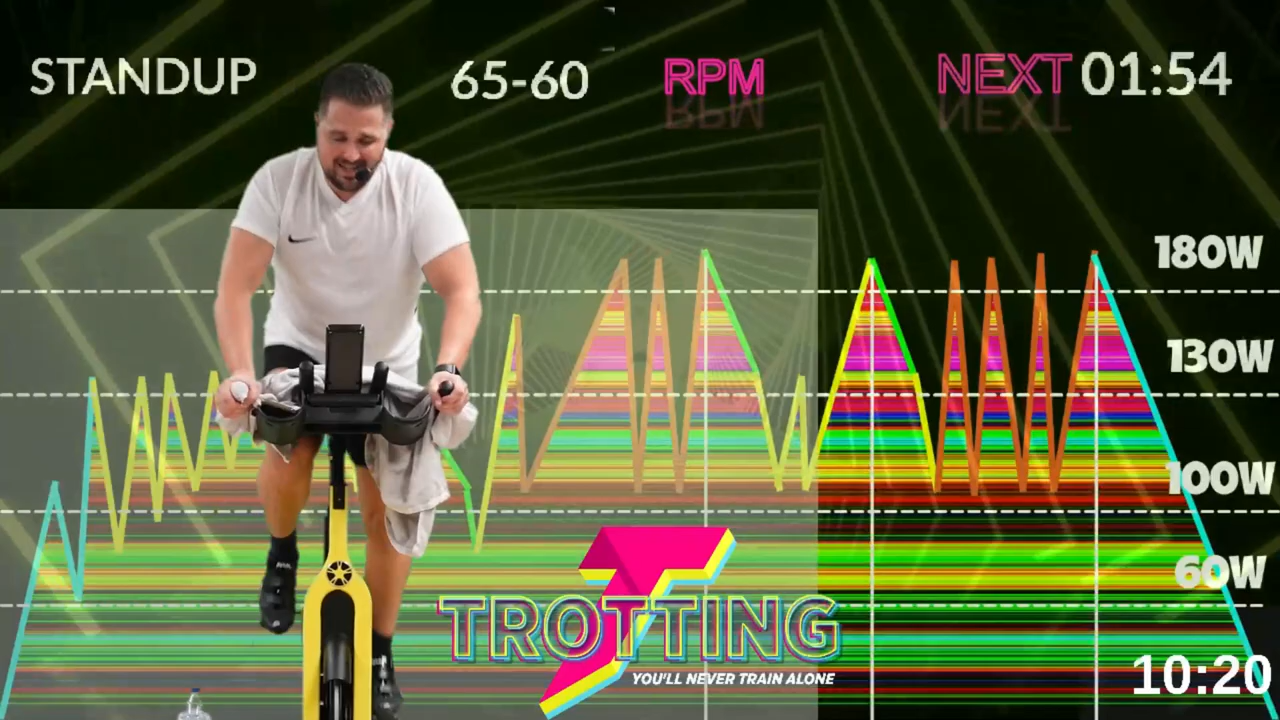 STANDUP
65-60
RPM
NEXT 01:54
180W
130W
100W
60W
TROTTING
YOU'LL NEVER TRAIN ALONE
10:20